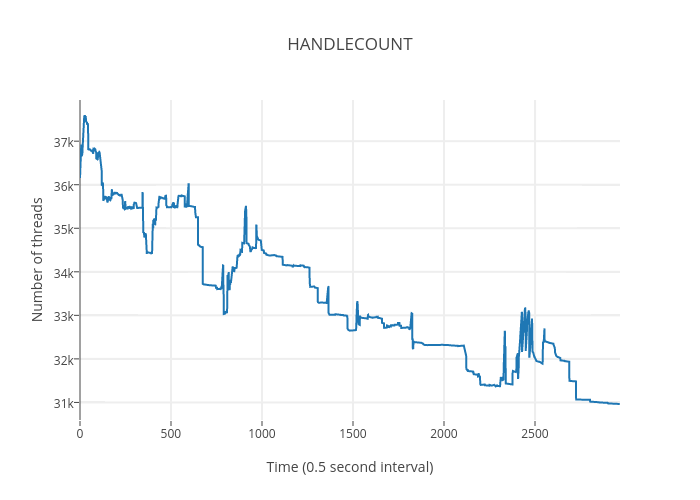 HANDLECOUNT
Number of threads
37k
36k
35k
34k
33k
32k
31k
0
500
1000
1500
2000
2500
Time (0.5 second interval)